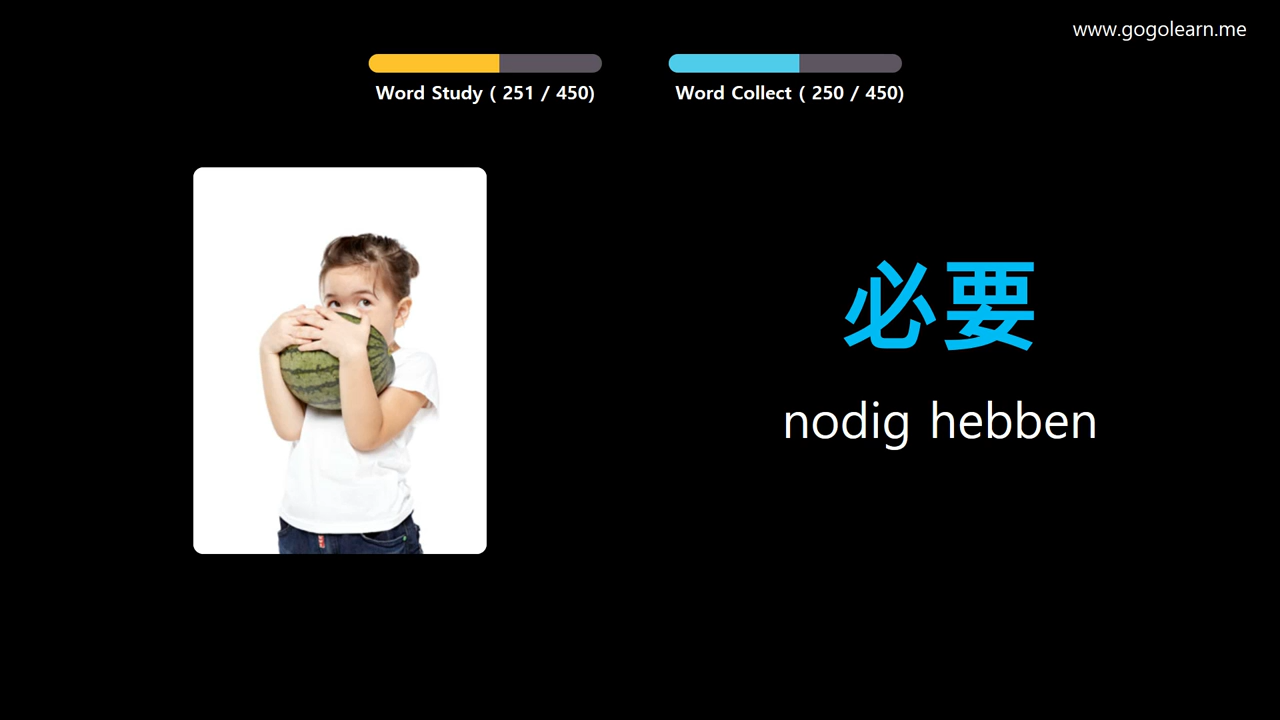 www.gogolearn.me
Word Study ( 251 / 450)
Word Collect ( 250 / 450)
必要
nodig hebben